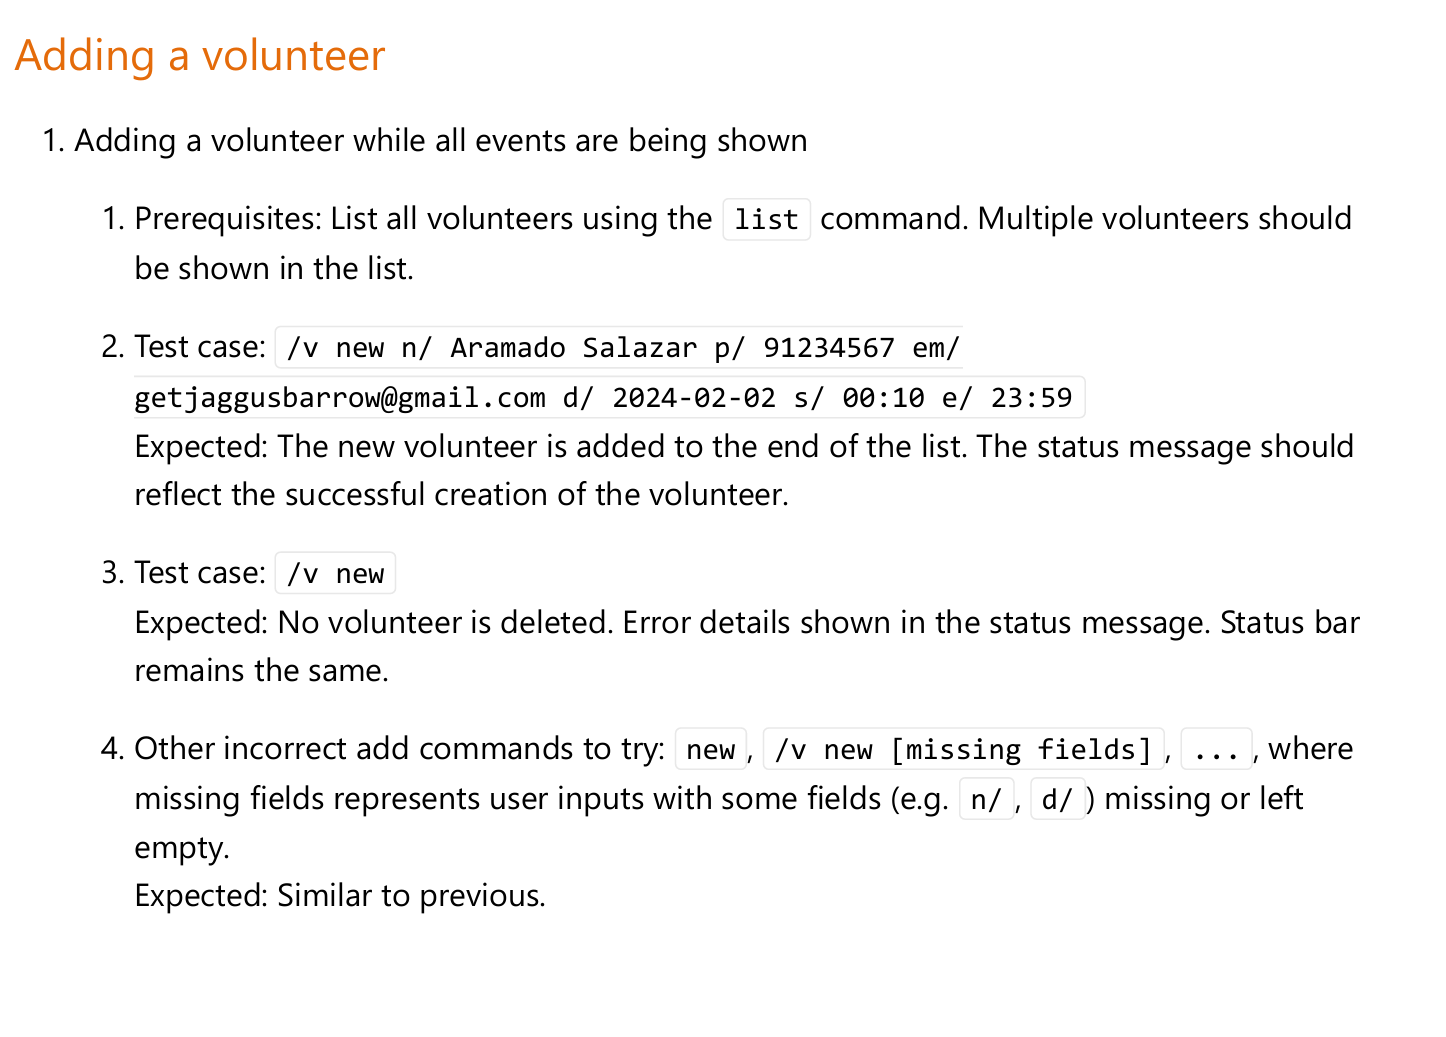 Adding a volunteer
1. Adding a volunteer while all events are being shown
1. Prerequisites: List all volunteers using the list command. Multiple volunteers should
be shown in the list.
2. Test case: /v new n/ Aramado Salazar p/ 91234567 em/
getjaggusbarrow@gmail.com d/ 2024-02-02 s/ 00:10 e/ 23:59
Expected: The new volunteer is added to the end of the list. The status message should
reflect the successful creation of the volunteer.
3. Test case: /v new
Expected: No volunteer is deleted. Error details shown in the status message. Status bar
remains the same.
4. Other incorrect add commands to try: new, /v new [missing fields], ..., where
missing fields represents user inputs with some fields (e.g. n/, d/) missing or left
empty.
Expected: Similar to previous.